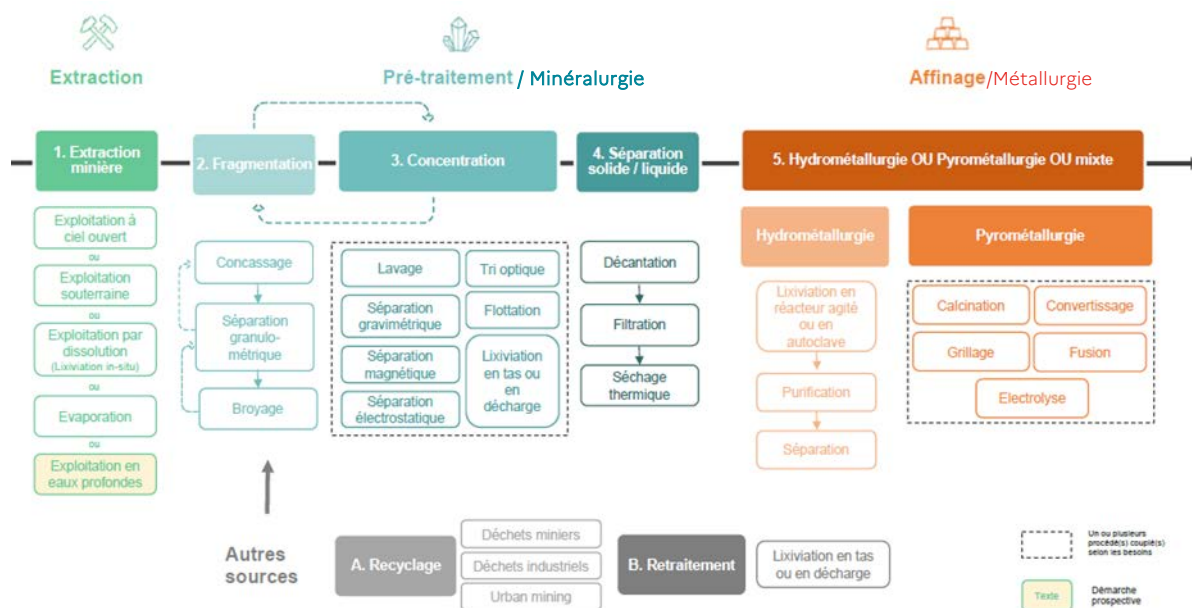 Extraction
Pré-traitement / Minéralurgie
Affinage/Métallurgie
1. Extraction
minière
2. Fragmentation
3. Concentration
4. Séparation
solide / liquide
5. Hydrométallurgie OU Pyrométallurgie OU mixte
Exploitation à
ciel ouvert
ou
Exploitation
souterraine
ou
Exploitation par
dissolution
(Lixiviation in-situ)
ou
Evaporation
ou
Exploitation en
eaux profondes
Concassage
Séparation
granulo-
métrique
Broyage
Lavage
Séparation
gravimétrique
Séparation
magnétique
Séparation
électrostatique
Tri optique
Flottation
Lixiviation
en tas ou
en
décharge
Décantation
Filtration
Séchage
thermique
Hydrométallurgie
Lixiviation en
réacteur agité
ou en
autoclave
Purification
Séparation
Pyrométallurgie
Calcination
Convertissage
Grillage
Fusion
Electrolyse
Autres
sources
A. Recyclage
Déchets miniers
Déchets industriels
Urban mining
B. Retraitement
Lixiviation en tas
ou en décharge
Un ou plusieurs
procédé(s) couplé(s)
selon les besoins
Texte
Démarche
prospective